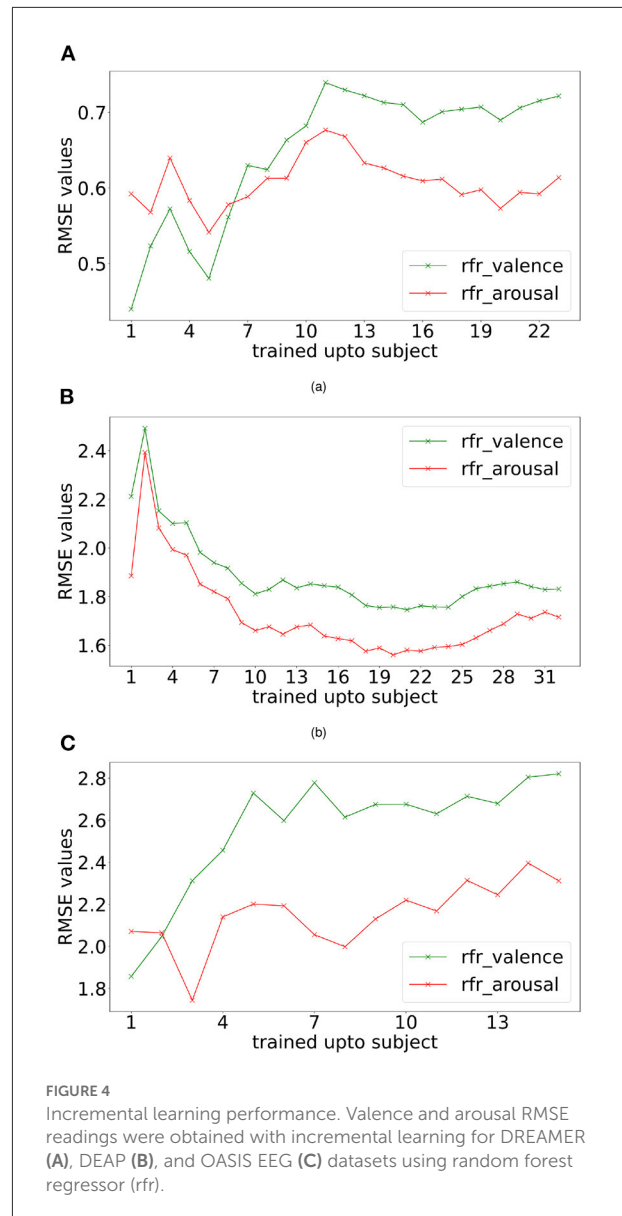 A
RMSE values
0.7
0.6
0.5
rfr_valence
rfr_arousal
1 4 7 10 13 16 19 22
trained upto subject
(a)
B
RMSE values
2.4
2.2
2.0
1.8
1.6
rfr_valence
rfr_arousal
1 4 7 10 13 16 19 22 25 28 31
trained upto subject
(b)
C
RMSE values
2.8
2.6
2.4
2.2
2.0
1.8
rfr_valence
rfr_arousal
1 4 7 10 13
trained upto subject
FIGURE 4
Incremental learning performance. Valence and arousal RMSE
readings were obtained with incremental learning for DREAMER
(A), DEAP (B), and OASIS EEG (C) datasets using random forest
regressor (rfr).